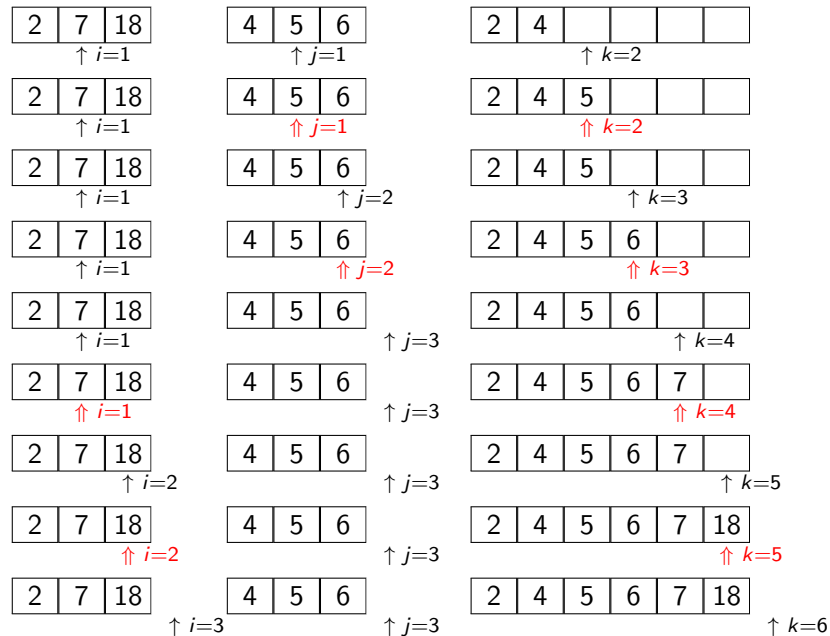 2 7 18 4 5 6 2 4
↑ i=1 ↑ j=1 ↑ k=2
2 7 18 4 5 6 2 4 5
↑ i=1 ⇑ j=1 ⇑ k=2
2 7 18 4 5 6 2 4 5
↑ i=1 ↑ j=2 ↑ k=3
2 7 18 4 5 6 2 4 5 6
↑ i=1 ⇑ j=2 ⇑ k=3
2 7 18 4 5 6 2 4 5 6
↑ i=1 ↑ j=3 ↑ k=4
2 7 18 4 5 6 2 4 5 6 7
⇑ i=1 ↑ j=3 ⇑ k=4
2 7 18 4 5 6 2 4 5 6 7
↑ i=2 ↑ j=3 ↑ k=5
2 7 18 4 5 6 2 4 5 6 7 18
⇑ i=2 ↑ j=3 ⇑ k=5
2 7 18 4 5 6 2 4 5 6 7 18
↑ i=3 ↑ j=3 ↑ k=6